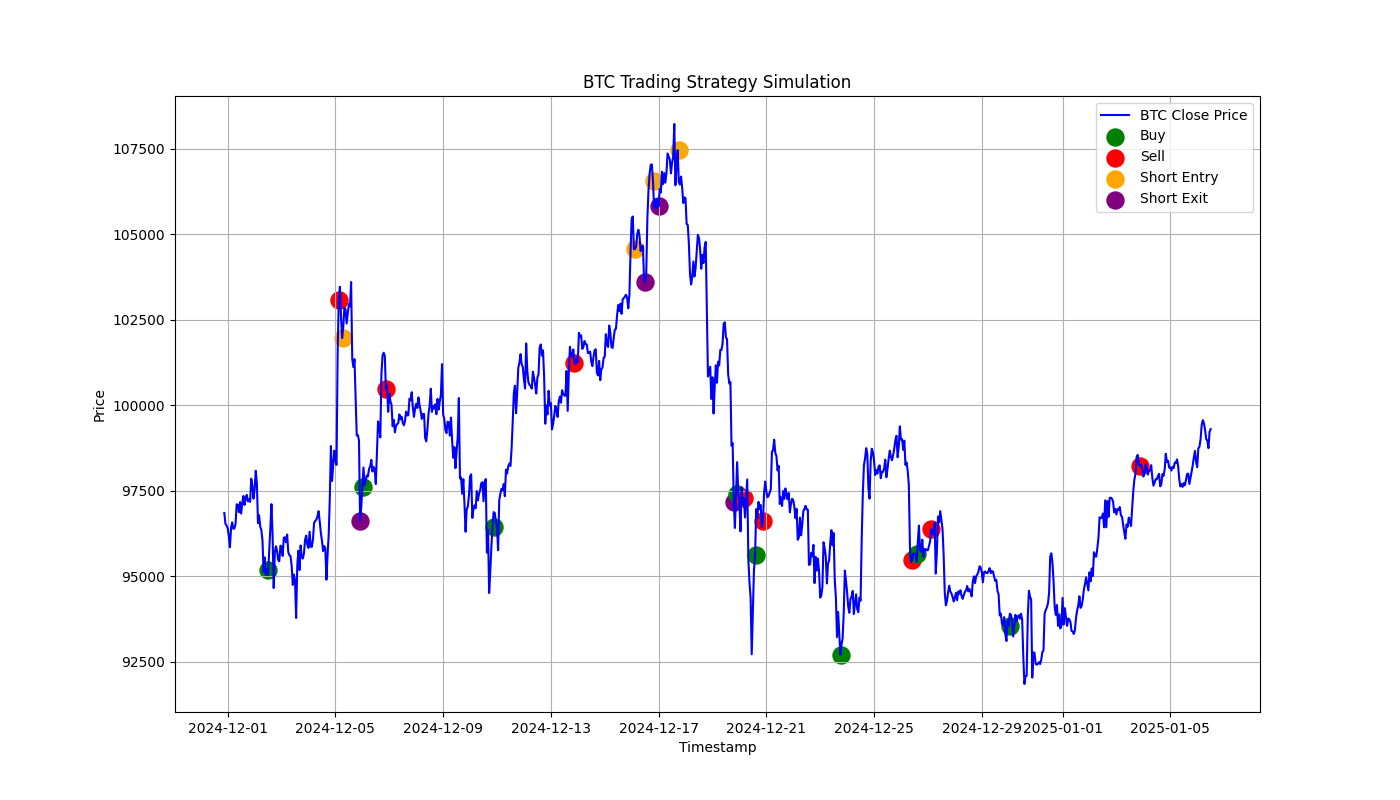 BTC Trading Strategy Simulation
BTC Close Price
Buy
Sell
Short Entry
Short Exit
107500
105000
102500
100000
97500
95000
92500
Price
2024-12-01 2024-12-05 2024-12-09 2024-12-13 2024-12-17 2024-12-21 2024-12-25 2024-12-29 2025-01-01 2025-01-05
Timestamp